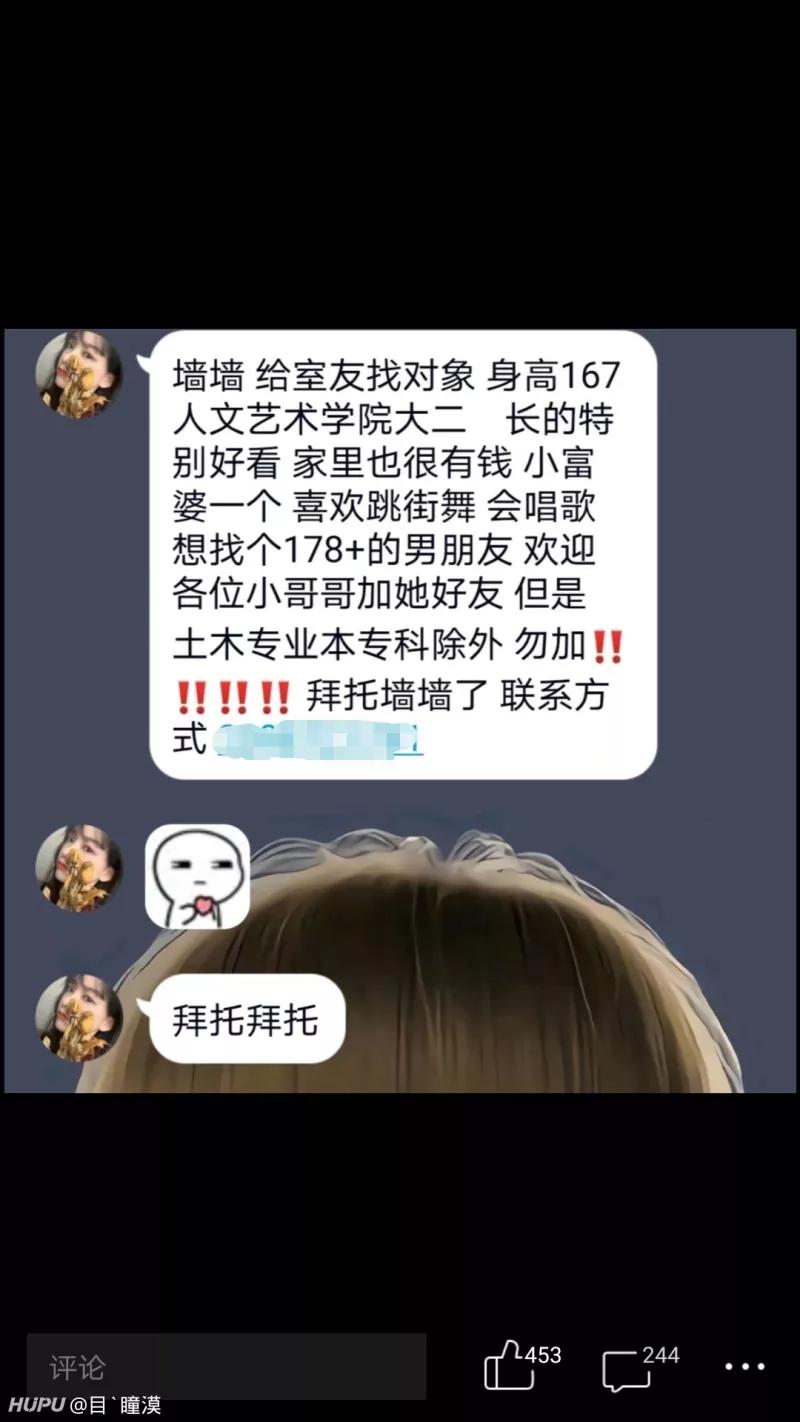 墙墙 给室友找对象 身高167
人文艺术学院大二 长的特
别好看 家里也很有钱 小富
婆一个 喜欢跳街舞 会唱歌
想找个178+的男朋友 欢迎
各位小哥哥加她好友 但是
土木专业本专科除外 勿加‼️
‼️‼️‼️ 拜托墙墙了 联系方
式
拜托拜托
评论
453
244
HUPU @目`瞳漠